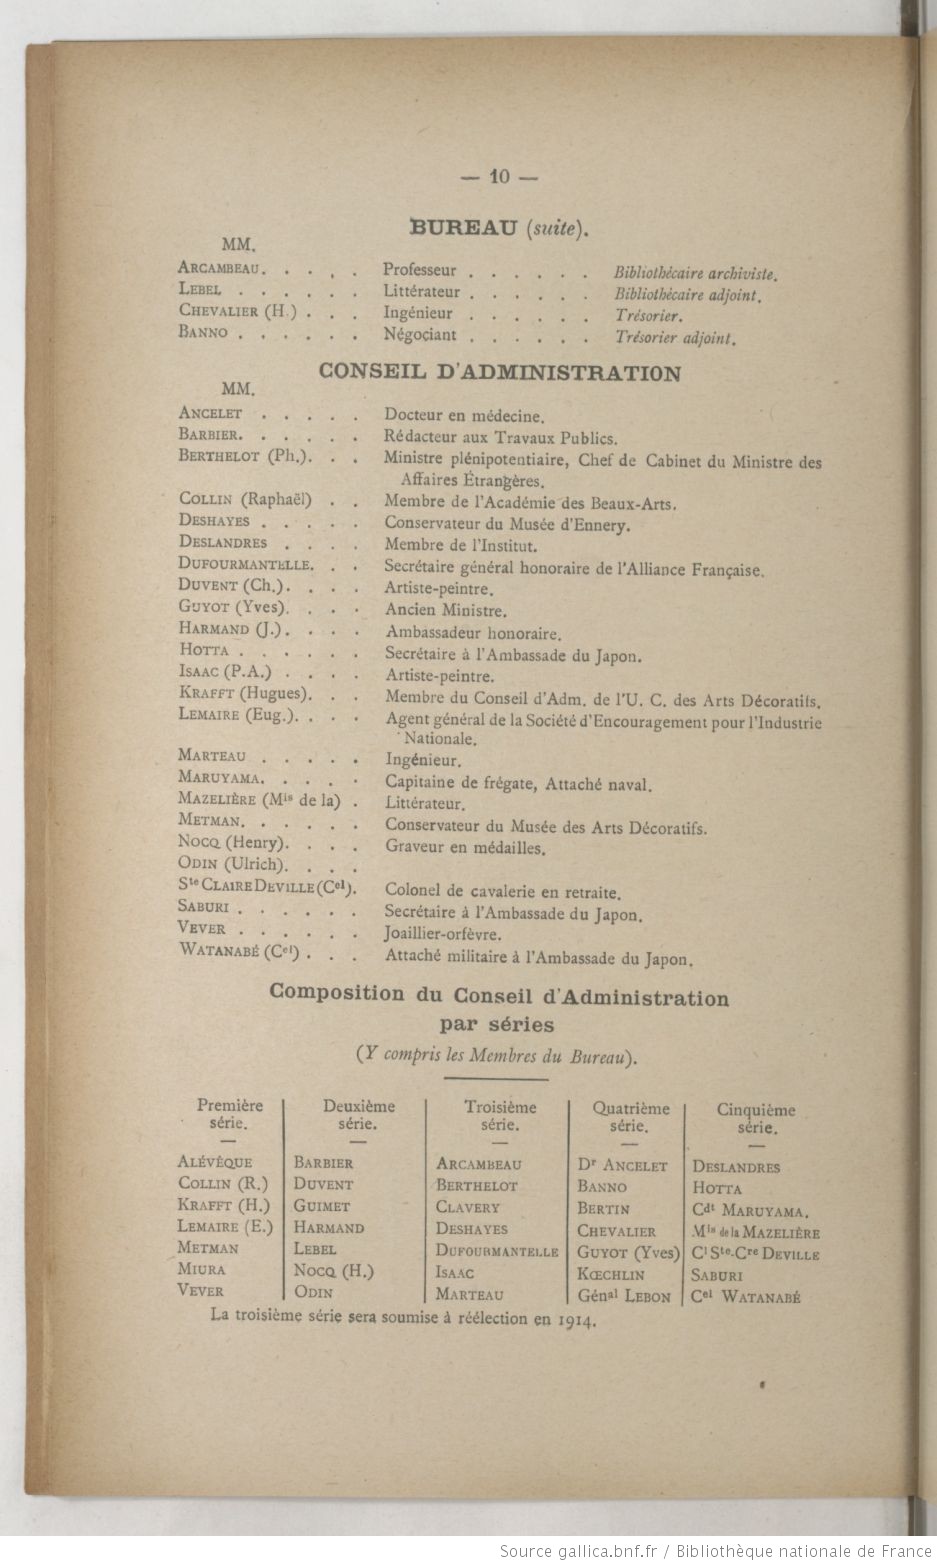 — 10 —
BUREAU (suite).
MM.
ARCAMBEAU. . . . . Professeur . . . . . . Bibliothécaire archiviste.
LEBEL . . . . . . Littérateur . . . . . . Bibliothécaire adjoint.
CHEVALIER (H.) . . . Ingénieur . . . . . . Trésorier.
BANNO . . . . . . Négociant . . . . . . Trésorier adjoint.
CONSEIL D'ADMINISTRATION
MM.
ANCELET . . . . . Docteur en médecine.
BARBIER. . . . . . Rédacteur aux Travaux Publics.
BERTHELOT (Ph.). . . Ministre plénipotentiaire, Chef de Cabinet du Ministre des
Affaires Étrangères.
COLLIN (Raphaël) . . Membre de l'Académie des Beaux-Arts.
DESHAYES . . . . . Conservateur du Musée d'Ennery.
DESLANDRES . . . . Membre de l'Institut.
DUFOURMANTELLE. . . Secrétaire général honoraire de l'Alliance Française.
DUVENT (Ch.). . . . Artiste-peintre.
GUYOT (Yves). . . . Ancien Ministre.
HARMAND (J.). . . . Ambassadeur honoraire.
HOTTA . . . . . . Secrétaire à l'Ambassade du Japon.
ISAAC (P.A.) . . . . Artiste-peintre.
KRAFFT (Hugues). . . Membre du Conseil d'Adm. de l'U. C. des Arts Décoratifs.
LEMAIRE (Eug.). . . . Agent général de la Société d'Encouragement pour l'Industrie
Nationale.
MARTEAU . . . . . Ingénieur.
MARUYAMA. . . . . Capitaine de frégate, Attaché naval.
MAZELIÈRE (Mis de la) . Littérateur.
METMAN. . . . . . Conservateur du Musée des Arts Décoratifs.
NOCQ (Henry). . . . Graveur en médailles.
ODIN (Ulrich). . . .
Ste CLAIRE DEVILLE (Cel). Colonel de cavalerie en retraite.
SABURI . . . . . . Secrétaire à l'Ambassade du Japon.
VEVER . . . . . . Joaillier-orfèvre.
WATANABÉ (Cel) . . . Attaché militaire à l'Ambassade du Japon.
Composition du Conseil d'Administration
par séries
(Y compris les Membres du Bureau).
Première Deuxième Troisième Quatrième Cinquième
série. série. série. série. série.
ALÉVÊQUE BARBIER ARCAMBEAU Dr ANCELET DESLANDRES
COLLIN (R.) DUVENT BERTHELOT BANNO HOTTA
KRAFFT (H.) GUIMET CLAVERY BERTIN Cdt MARUYAMA.
LEMAIRE (E.) HARMAND DESHAYES CHEVALIER Mis de la MAZELIÈRE
METMAN LEBEL DUFOURMANTELLE GUYOT (Yves) Cl Ste-Cre DEVILLE
MIURA NOCQ (H.) ISAAC KŒCHLIN SABURI
VEVER ODIN MARTEAU Génal LEBON Cel WATANABÉ
La troisième série sera soumise à réélection en 1914.
Source gallica.bnf.fr / Bibliothèque nationale de France